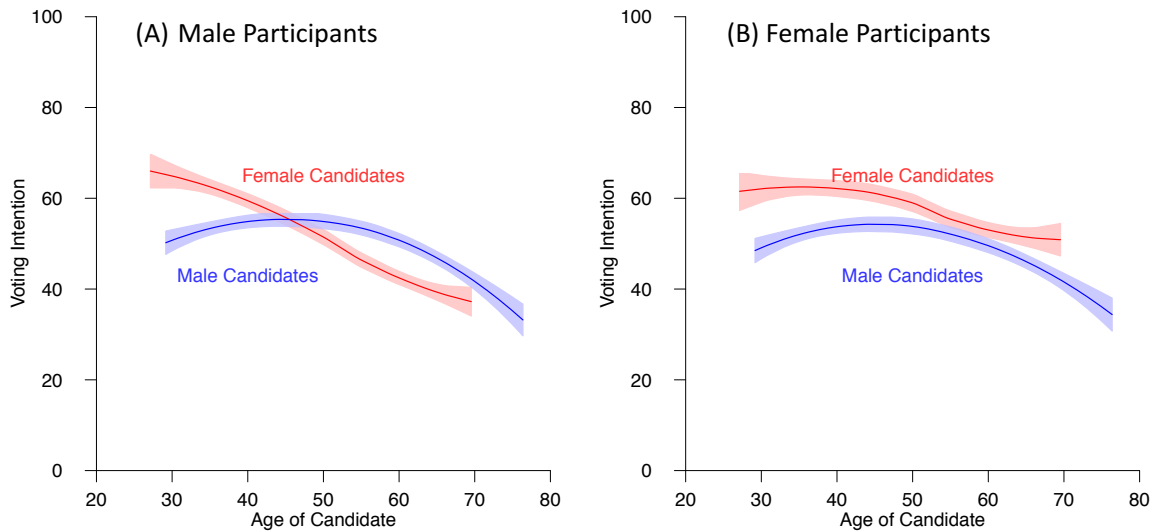 (A) Male Participants
100
80
60
40
20
0
Voting Intention
Female Candidates
Male Candidates
20 30 40 50 60 70 80
Age of Candidate
(B) Female Participants
100
80
60
40
20
0
Voting Intention
Female Candidates
Male Candidates
20 30 40 50 60 70 80
Age of Candidate